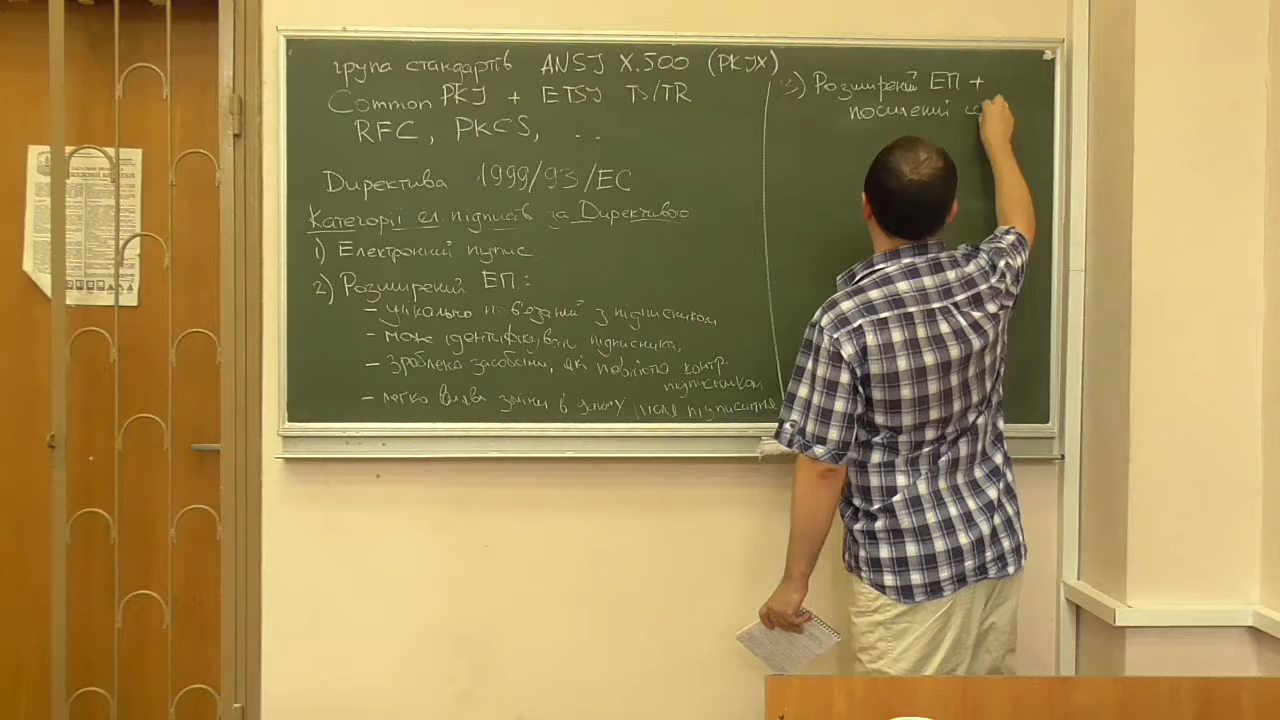 група стандартів ANSI X.500 (PKIX)
Common PKI + ETSI TS/TR
RFC, PKCS, ...
Директива 1999/93/EC
Категорії ел. підписів за Директивою
1) Електронний підпис
2) Розширений ЕП:
- унікально пов'язаний з підписником
- може ідентифікувати підписника,
- зроблено засобами, які повністю контр.
підписником
- легко зміни в даних після підписання
3) Розширений ЕП +
посилений